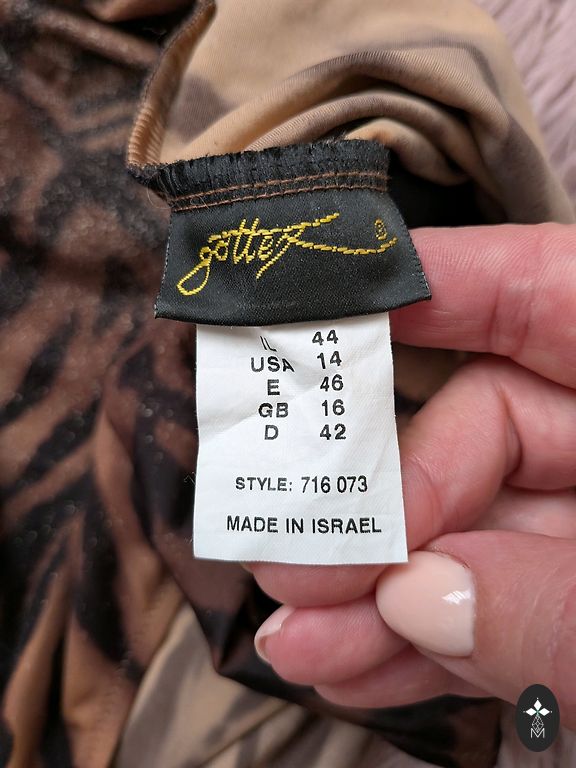 gottex ®
IL 44
USA 14
E 46
GB 16
D 42
STYLE: 716 073
MADE IN ISRAEL
M